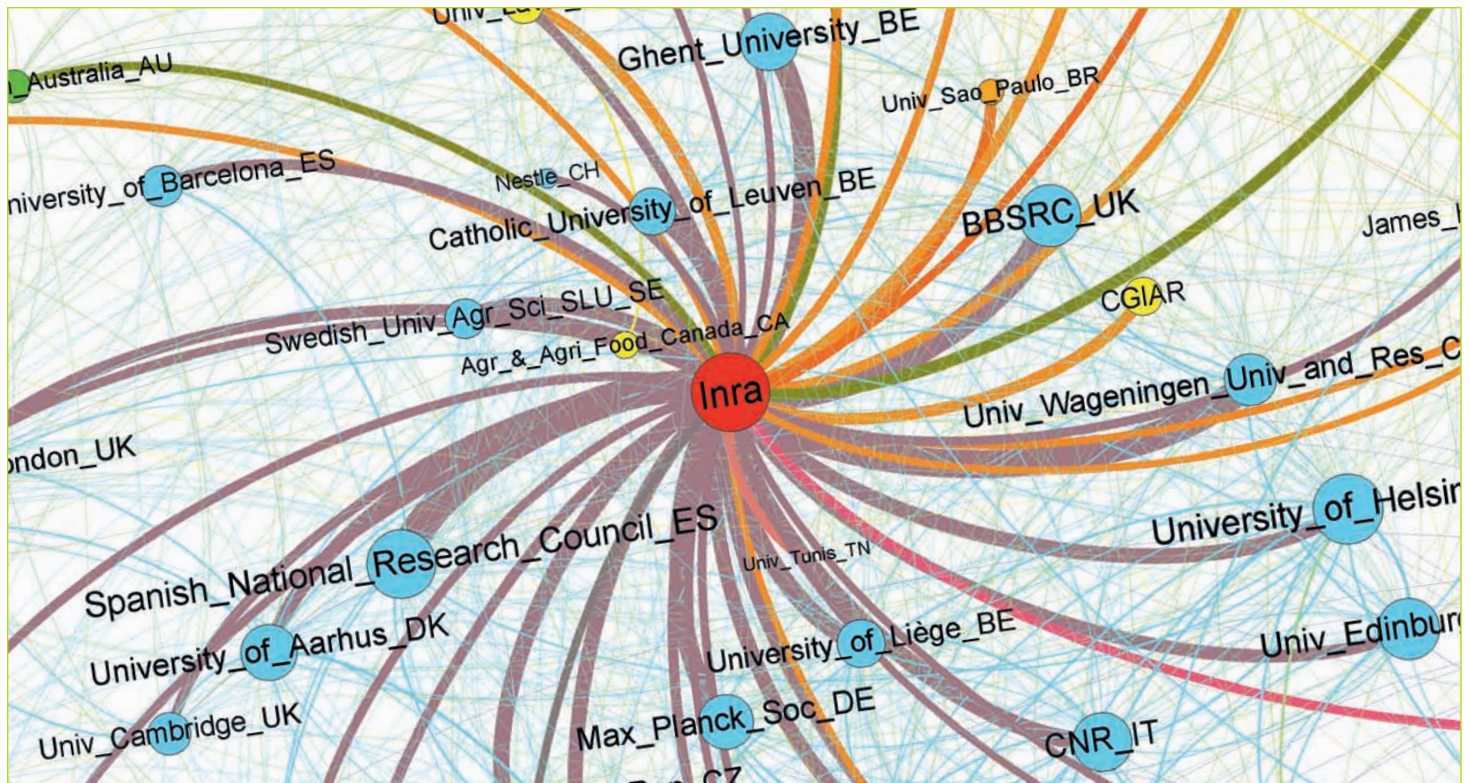 Ghent_University_BE
Australia_AU
Univ_Sao_Paulo_BR
niversity_of_Barcelona_ES
Nestle_CH
Catholic_University_of_Leuven_BE
BBSRC_UK
James_
CGIAR
Swedish_Univ_Agr_Sci_SLU_SE
Agr_&_Agri_Food_Canada_CA
Inra
Univ_Wageningen_Univ_and_Res_C
ondon_UK
University_of_Helsin
Spanish_National_Research_Council_ES
Univ_Tunis_TN
University_of_Aarhus_DK
University_of_Liège_BE
Univ_Edinburg
Univ_Cambridge_UK
Max_Planck_Soc_DE
CNR_IT